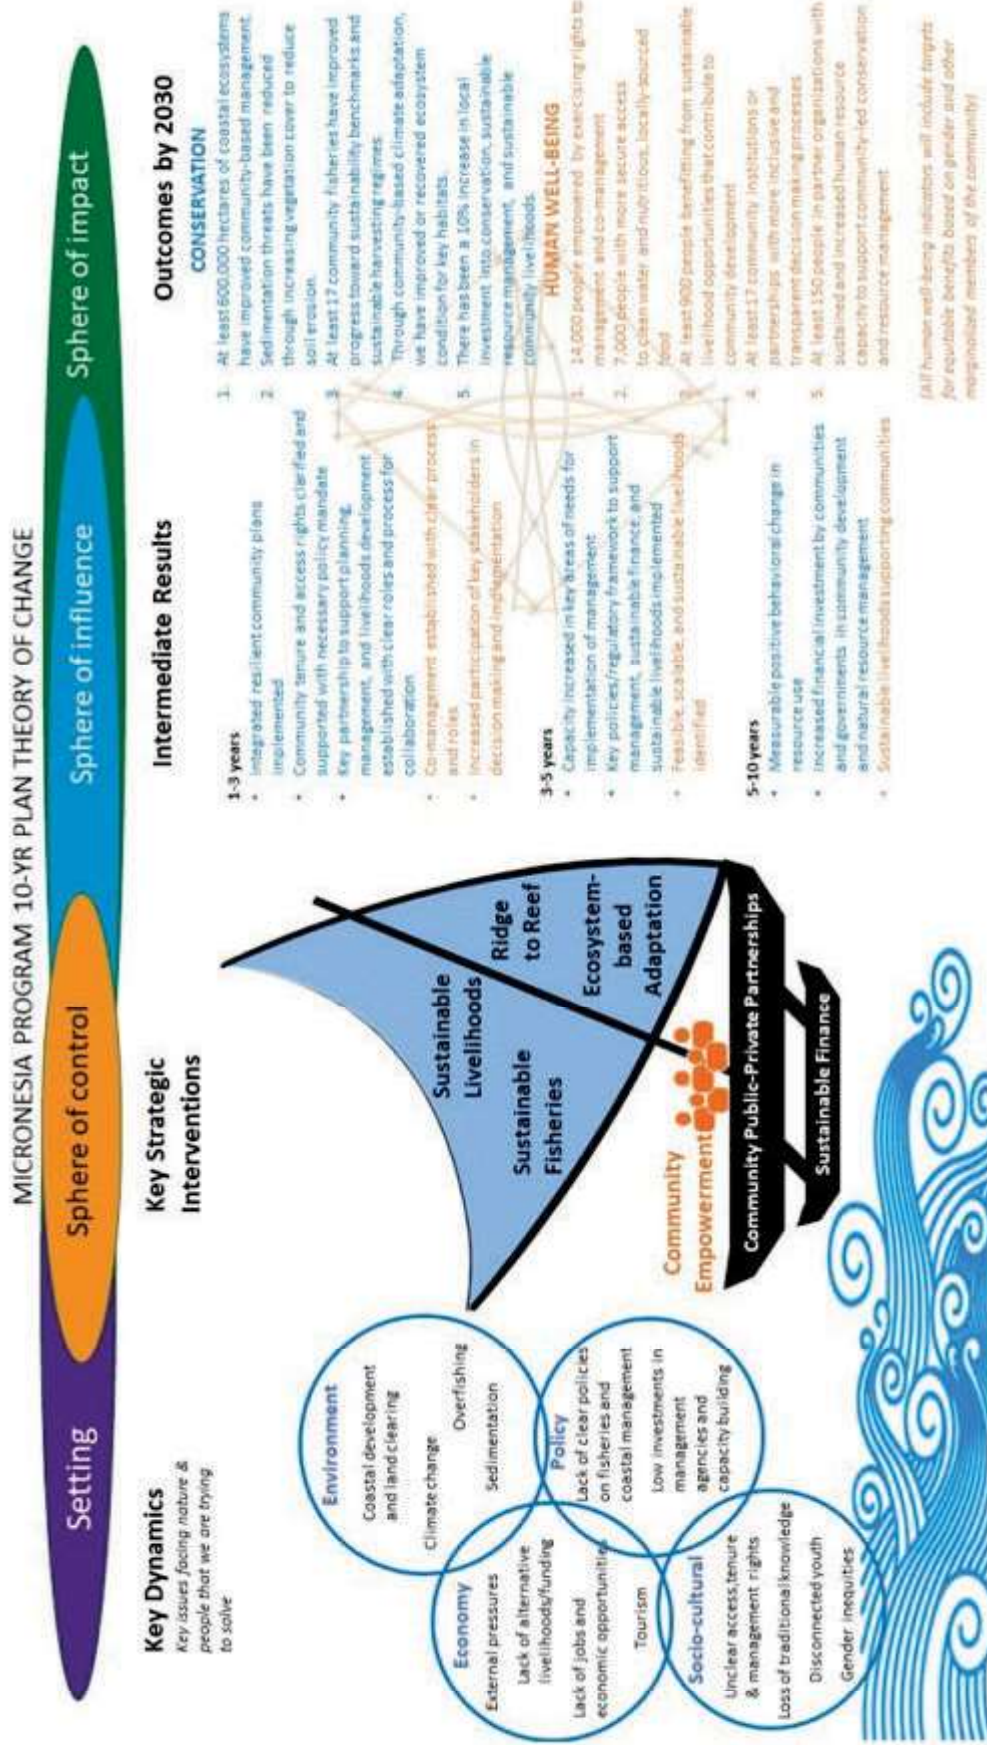 MICRONESIA PROGRAM 10-YR PLAN THEORY OF CHANGE
Setting
Sphere of control
Sphere of influence
Sphere of impact
Key Dynamics
Key issues facing nature &
people that we are trying
to solve
Environment
Coastal development
and land clearing
Climate change
Overfishing
Sedimentation
Economy
External pressures
Lack of alternative
livelihoods/funding
Lack of jobs and
economic opportunities
Tourism
Policy
Lack of clear policies
on fisheries and
coastal management
Low investments in
management
agencies and
capacity building
Socio-cultural
Unclear access,tenure
& management rights
Loss of traditional knowledge
Disconnected youth
Gender inequities
Key Strategic
Interventions
Sustainable
Livelihoods
Sustainable
Fisheries
Ridge
to Reef
Ecosystem-
based
Adaptation
Community
Empowerment
Community Public-Private Partnerships
Sustainable Finance
Intermediate Results
1-3 years
• Integrated resilient community plans
implemented
• Community tenure and access rights clarified and
supported with necessary policy mandate
• Key partnership to support planning,
management, and livelihoods development
established with clear roles and process for
collaboration
• Co-management established with clear process
and roles
• Increased participation of key stakeholders in
decision making and implementation
3-5 years
• Capacity increased in key areas of needs for
implementation of management
• Key policies/regulatory framework to support
management, sustainable finance, and
sustainable livelihoods implemented
• Feasible, scalable, and sustainable livelihoods
identified
5-10 years
• Measurable positive behavioral change in
resource use
• Increased financial investment by communities
and governments in community development
and natural resource management
• Sustainable livelihoods supporting communities
Outcomes by 2030
CONSERVATION
1. At least 600,000 hectares of coastal ecosystems
have improved community-based management.
2. Sedimentation threats have been reduced
through increasing vegetation cover to reduce
soil erosion.
3. At least 17 community fisheries have improved
progress toward sustainability benchmarks and
sustainable harvesting regimes.
4. Through community-based climate adaptation,
we have improved or recovered ecosystem
condition for key habitats.
5. There has been a 10% increase in local
investment into conservation, sustainable
resource management, and sustainable
community livelihoods.
HUMAN WELL-BEING
1. 14,000 people empowered by exercising rights to
management and comanagement
2. 7,000 people with more secure access
to clean water and nutritious, locally-sourced
food
3. At least 900 people benefiting from sustainable
livelihood opportunities that contribute to
community development
4. At least 17 community institutions or
partnerships with inclusive and
Transparent decision making processes.
5. At least 150 people in partner organizations with
sustained and increased human resource
capacity in community-led conservation
and resource management
(All human well-being indicators will include targets
for equitable benefits based on gender and other
marginalised members of the community)